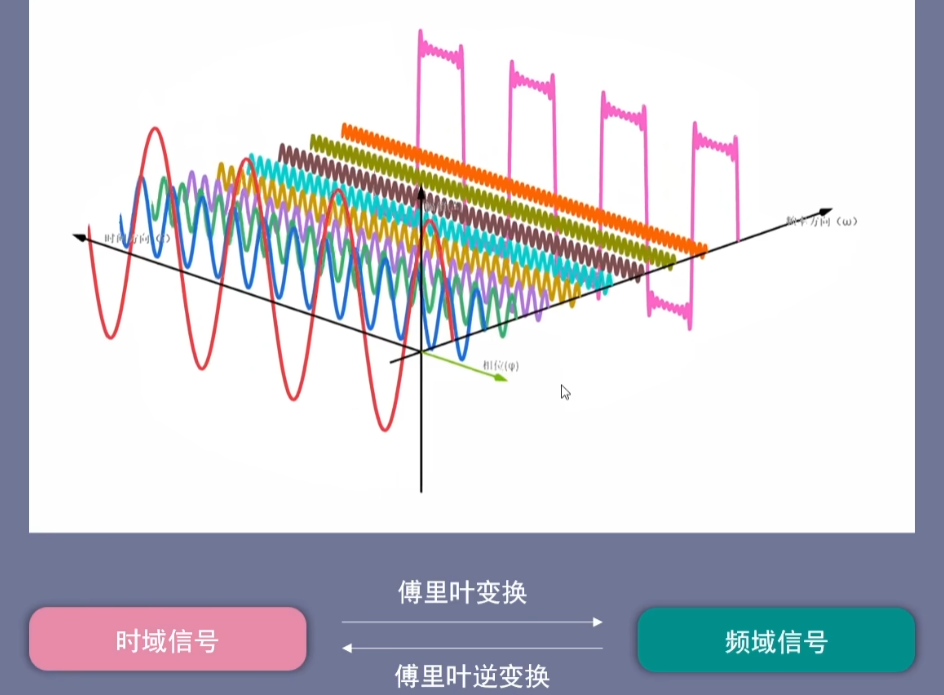 频率方向（ω）
时间方向（t）
相位(φ)
傅里叶变换
时域信号
频域信号
傅里叶逆变换